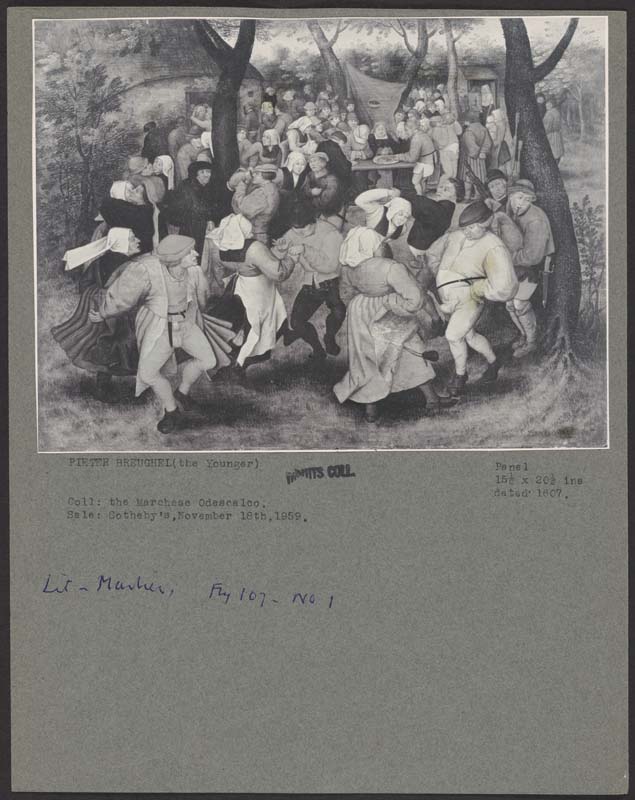 PIETER BREUGHEL(the Younger)
WITTS COLL.
Panel
15½ x 20½ ins
dated 1607.
Coll: the Marchese Odescalco.
Sale: Sotheby's,November 18th,1959.
Lit - Marlier, Fig 107 - No 1